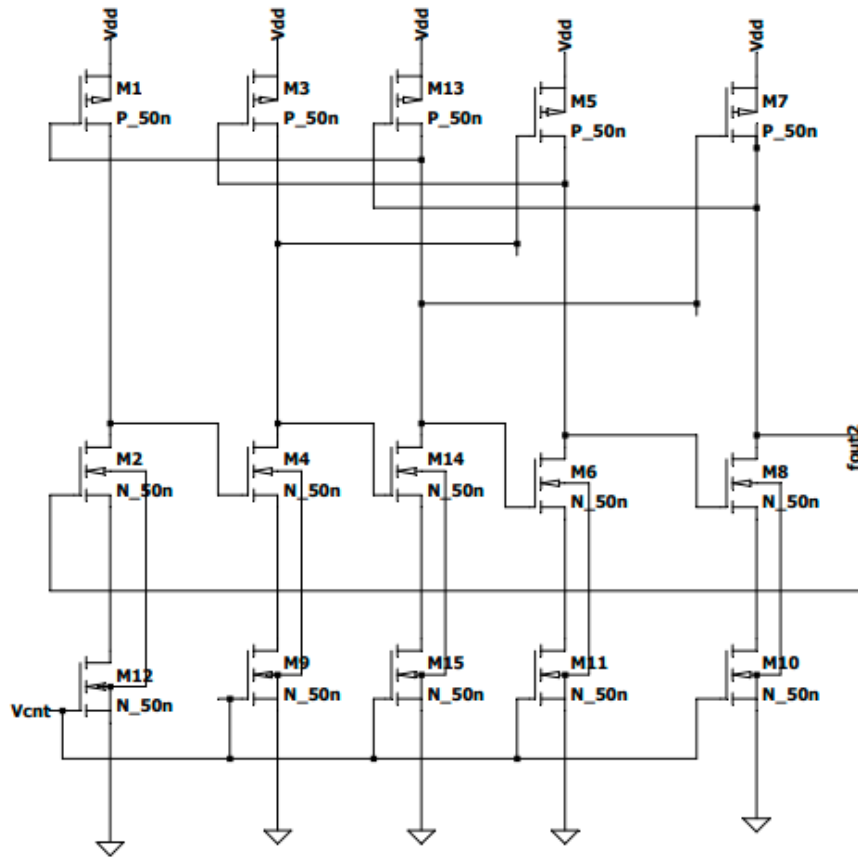 Vdd
Vdd
Vdd
Vdd
Vdd
M1
P_50n
M3
P_50n
M13
P_50n
M5
P_50n
M7
P_50n
M2
N_50n
M4
N_50n
M14
N_50n
M6
N_50n
M8
N_50n
fout2
M12
N_50n
M9
N_50n
M15
N_50n
M11
N_50n
M10
N_50n
Vcnt